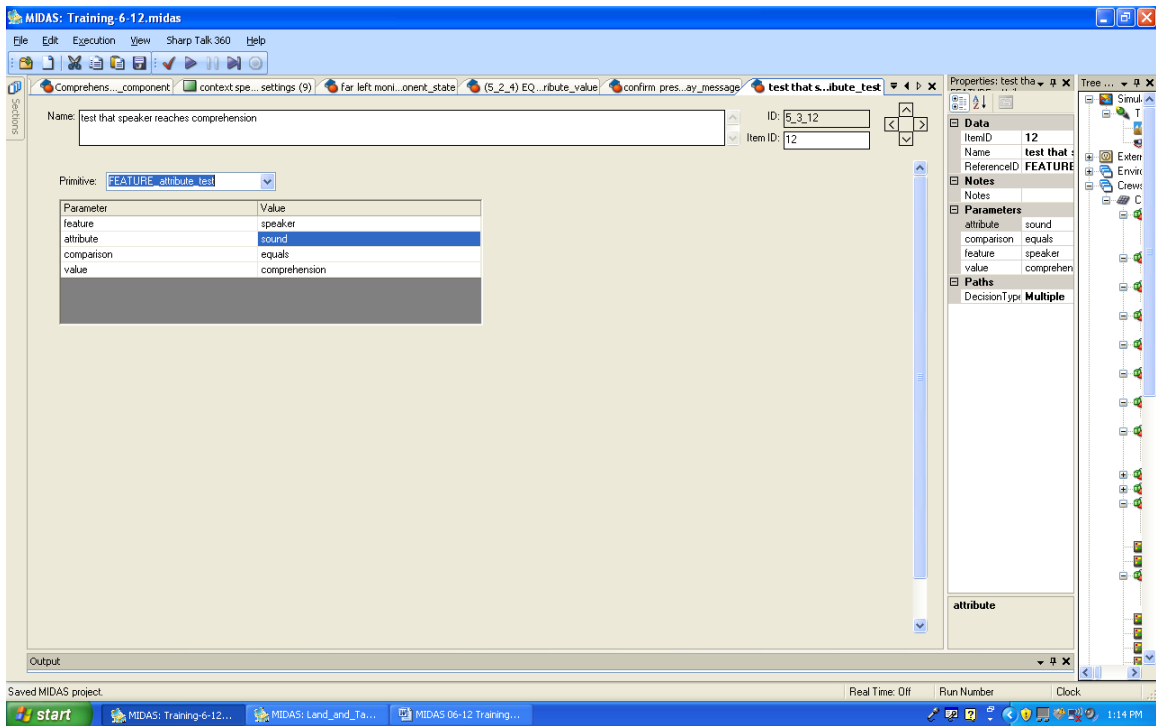 MIDAS: Training-6-12.midas
File Edit Execution View Sharp Talk 360 Help
Sections
Comprehens..._component
context spe... settings (9)
far left moni...onent_state
(5_2_4) EQ ...ribute_value
confirm pres...ay_message
test that s...ibute_test
Name: test that speaker reaches comprehension
ID: 5_3_12
Item ID: 12
Primitive: FEATURE_attribute_test
Parameter Value
feature speaker
attribute sound
comparison equals
value comprehension
Properties: test tha
Data
ItemID 12
Name test that
ReferenceID FEATURE
Notes
Notes
Parameters
attribute sound
comparison equals
feature speaker
value comprehen
Paths
DecisionType Multiple
attribute
Tree ...
Simul
T
Extern
Enviro
Crews
C
Output
Saved MIDAS project.
Real Time: Off Run Number Clock
start
MIDAS: Training-6-12...
MIDAS: Land_and_Ta...
MIDAS 06-12 Training...
1:14 PM